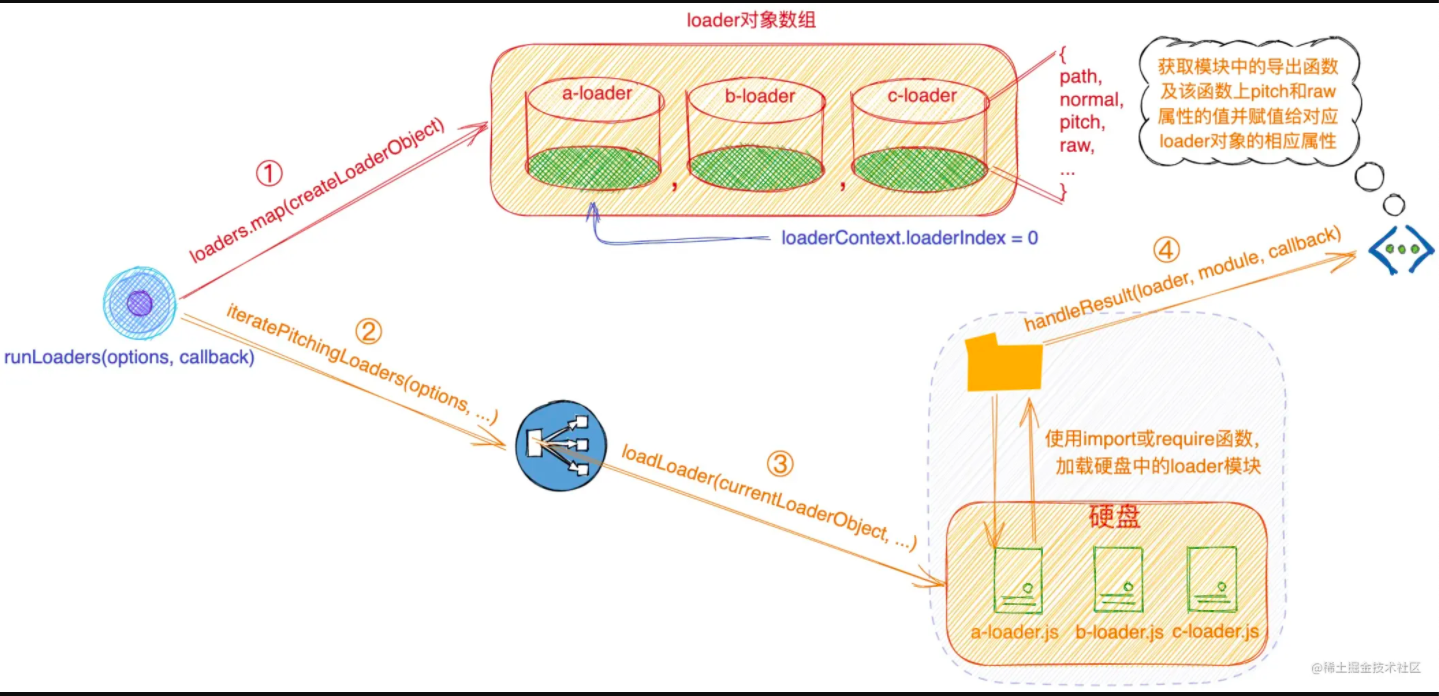 loader对象数组
a-loader
b-loader
c-loader
,
,
{
path,
normal,
pitch,
raw,
...
}
获取模块中的导出函数
及该函数上pitch和raw
属性的值并赋值给对应
loader对象的相应属性
①
loaders.map(createLoaderObject)
loaderContext.loaderIndex = 0
④
handleResult(loader, module, callback)
runLoaders(options, callback)
②
iteratePitchingLoaders(options, ...)
③
loadLoader(currentLoaderObject, ...)
使用import或require函数，
加载硬盘中的loader模块
硬盘
a-loader.js
b-loader.js
c-loader.js
@稀土掘金技术社区